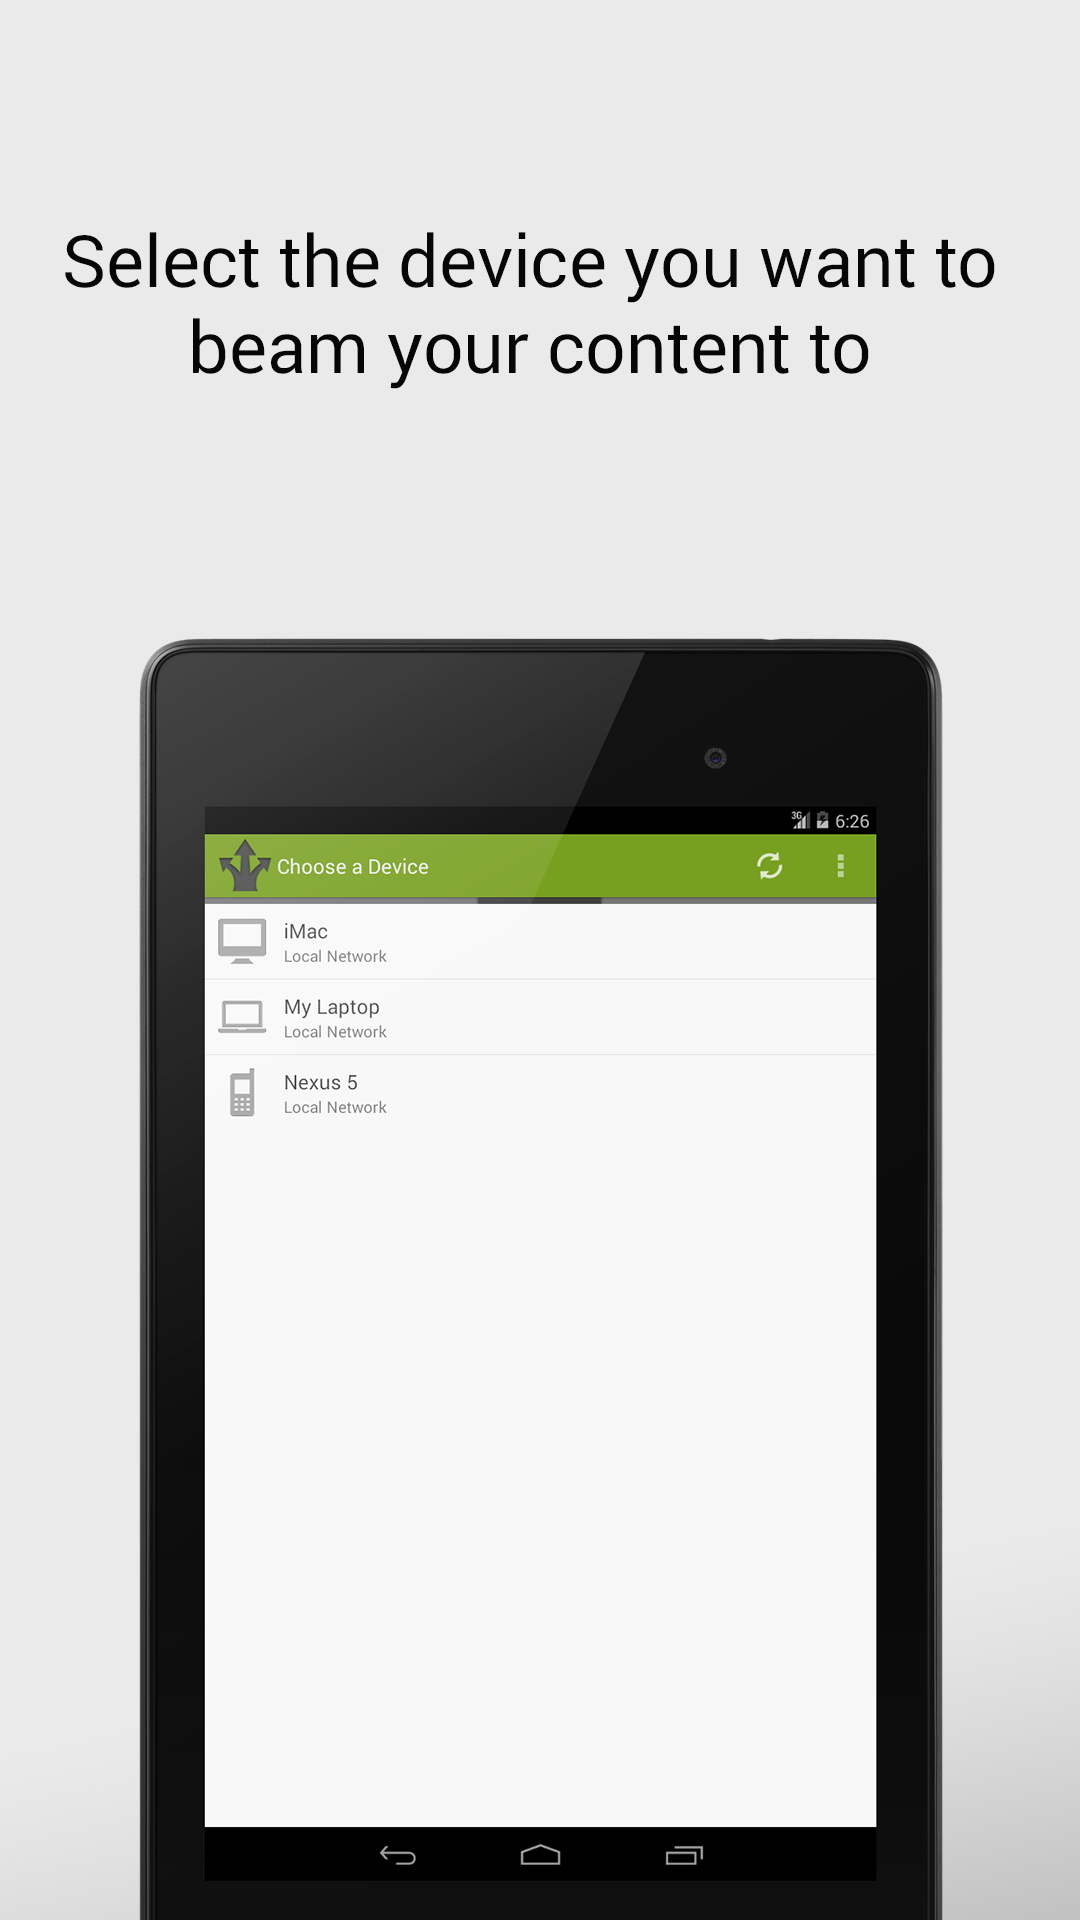 Select the device you want to
beam your content to
3G 6:26
Choose a Device
iMac
Local Network
My Laptop
Local Network
Nexus 5
Local Network